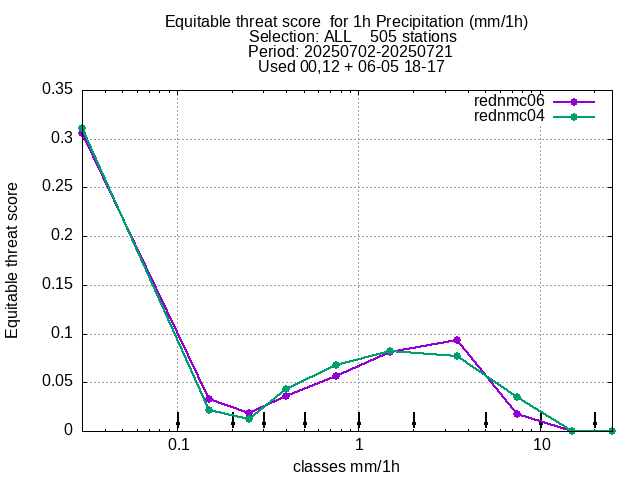 Equitable threat score  for 1h Precipitation (mm/1h)
Selection: ALL    505 stations
Period: 20250702-20250721
Used 00,12 + 06-05 18-17
rednmc06
rednmc04
0.35
0.3
0.25
0.2
0.15
0.1
0.05
0
Equitable threat score
0.1
1
10
classes mm/1h